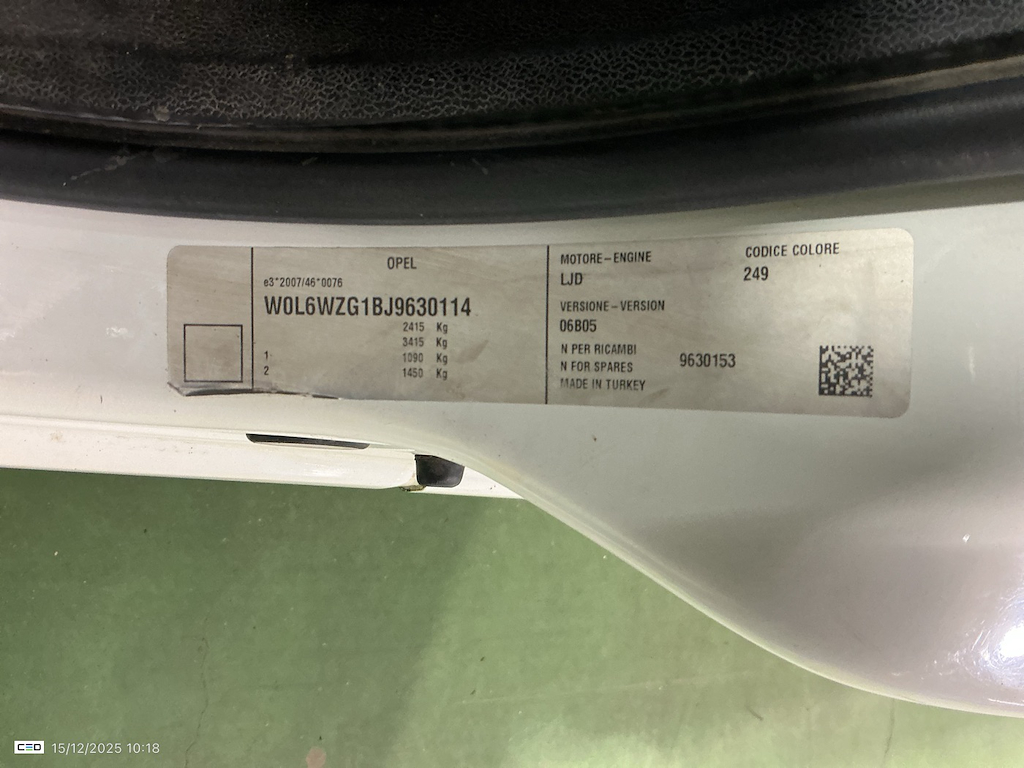 OPEL
e3*2007/46*0076
W0L6WZG1BJ9630114
2415 Kg
3415 Kg
1 1090 Kg
2 1450 Kg
MOTORE-ENGINE
LJD
CODICE COLORE
249
VERSIONE-VERSION
06B05
N PER RICAMBI
N FOR SPARES
9630153
MADE IN TURKEY
CEO 15/12/2025 10:18